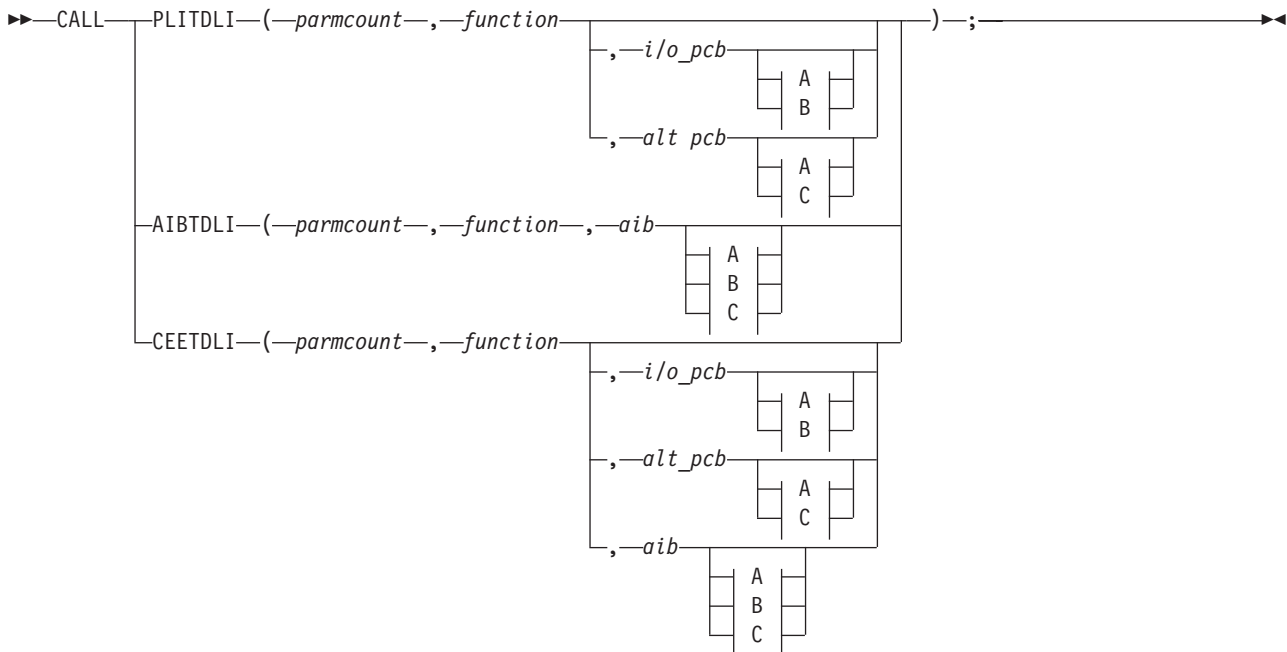 CALL PLITDLI ( parmcount , function ) ;
, i/o_pcb
A
B
, alt pcb
A
C
AIBTDLI ( parmcount , function , aib
A
B
C
CEETDLI ( parmcount , function
, i/o_pcb
A
B
, alt_pcb
A
C
, aib
A
B
C